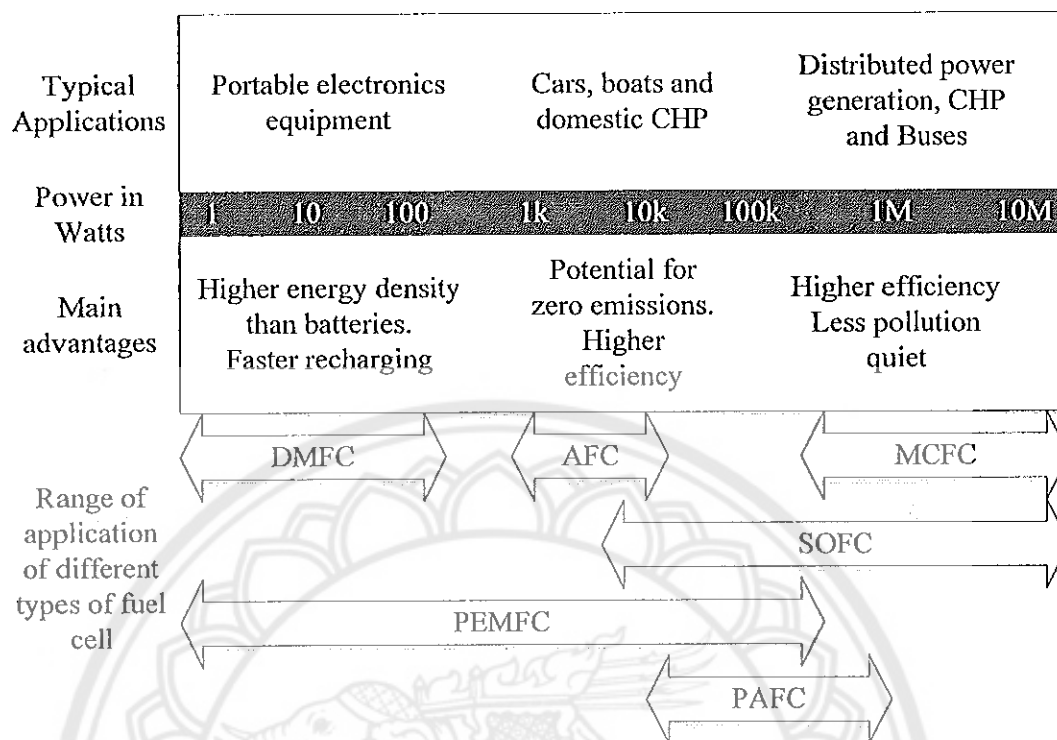 Typical
Applications
Portable electronics
equipment
Cars, boats and
domestic CHP
Distributed power
generation, CHP
and Buses
Power in
Watts
1 10 100 1k 10k 100k 1M 10M
Main
advantages
Higher energy density
than batteries.
Faster recharging
Potential for
zero emissions.
Higher
efficiency
Higher efficiency
Less pollution
quiet
Range of
application
of different
types of fuel
cell
DMFC
AFC
MCFC
SOFC
PEMFC
PAFC